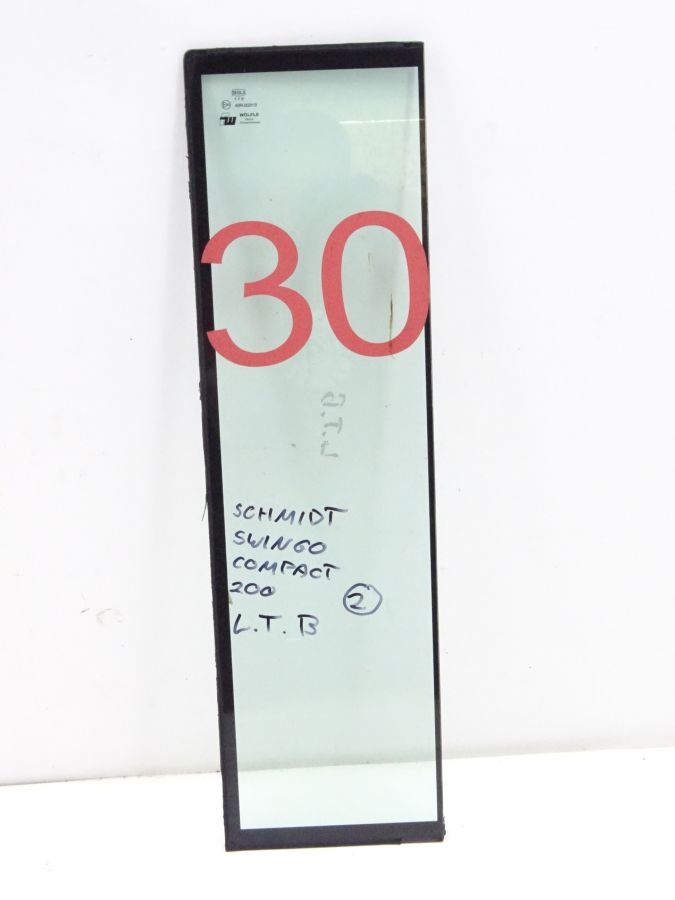 WÖLFLE
30
L.T.B
SCHMIDT
SWINGO
COMPACT
200
2
L.T. B